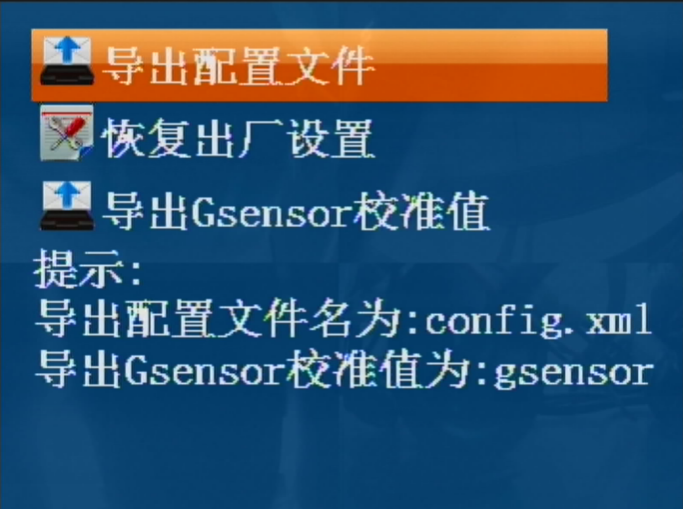 导出配置文件
恢复出厂设置
导出Gsensor校准值
提示:
导出配置文件名为:config.xml
导出Gsensor校准值为:gsensor